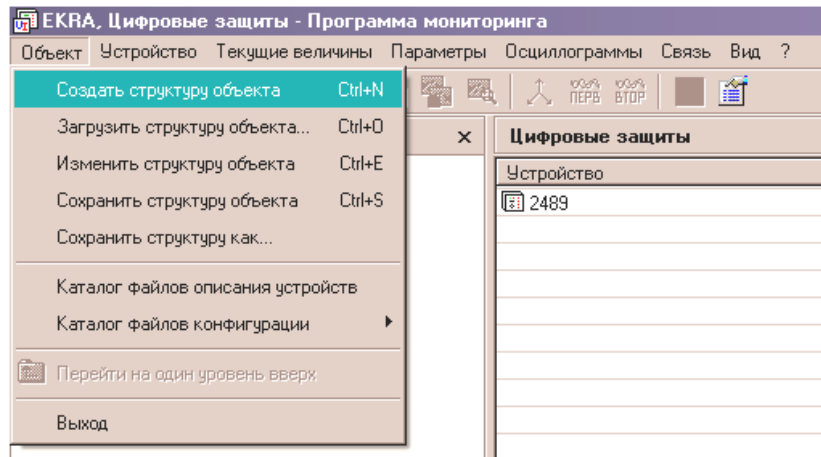 EKRA, Цифровые защиты - Программа мониторинга
Объект Устройство Текущие величины Параметры Осциллограммы Связь Вид ?
ПЕРВ ВТОР
Создать структуру объекта Ctrl+N
Загрузить структуру объекта... Ctrl+O
Изменить структуру объекта Ctrl+E
Сохранить структуру объекта Ctrl+S
Сохранить структуру как...
Каталог файлов описания устройств
Каталог файлов конфигурации
Перейти на один уровень вверх
Выход
Цифровые защиты
Устройство
2489